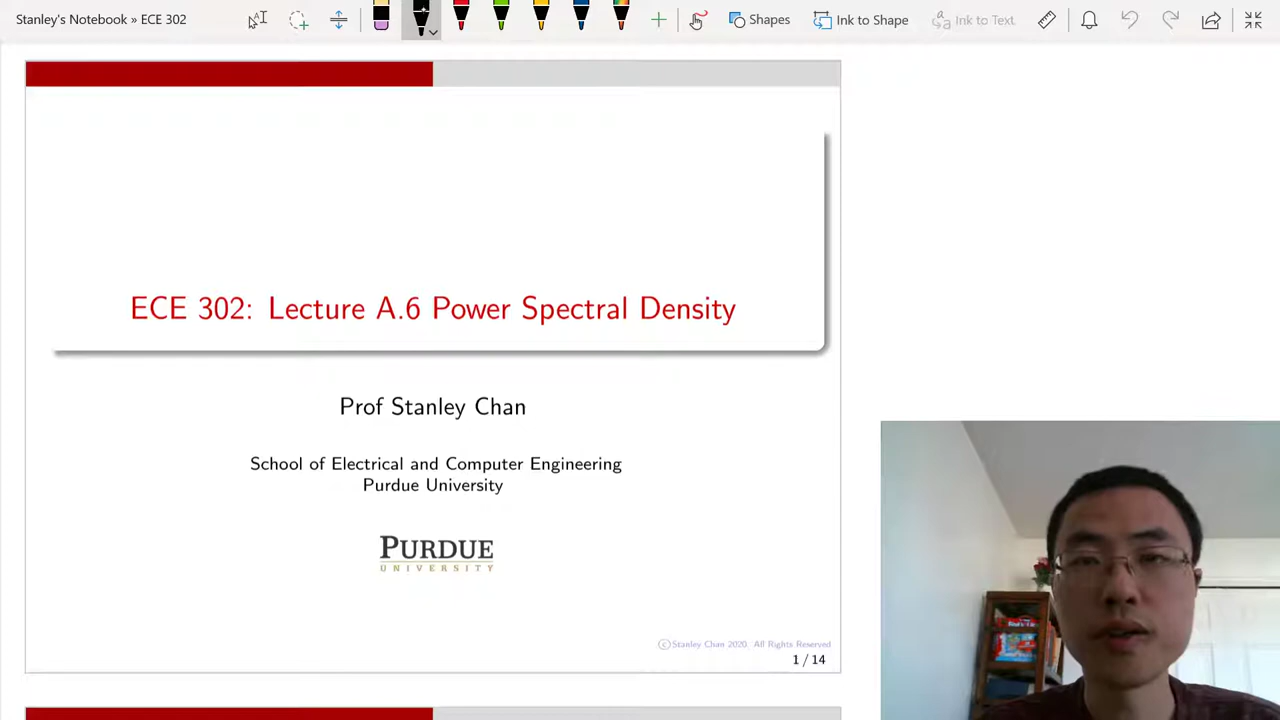 Stanley's Notebook » ECE 302
Shapes
Ink to Shape
Ink to Text
ECE 302: Lecture A.6 Power Spectral Density
Prof Stanley Chan
School of Electrical and Computer Engineering
Purdue University
PURDUE
UNIVERSITY
©Stanley Chan 2020. All Rights Reserved
1 / 14